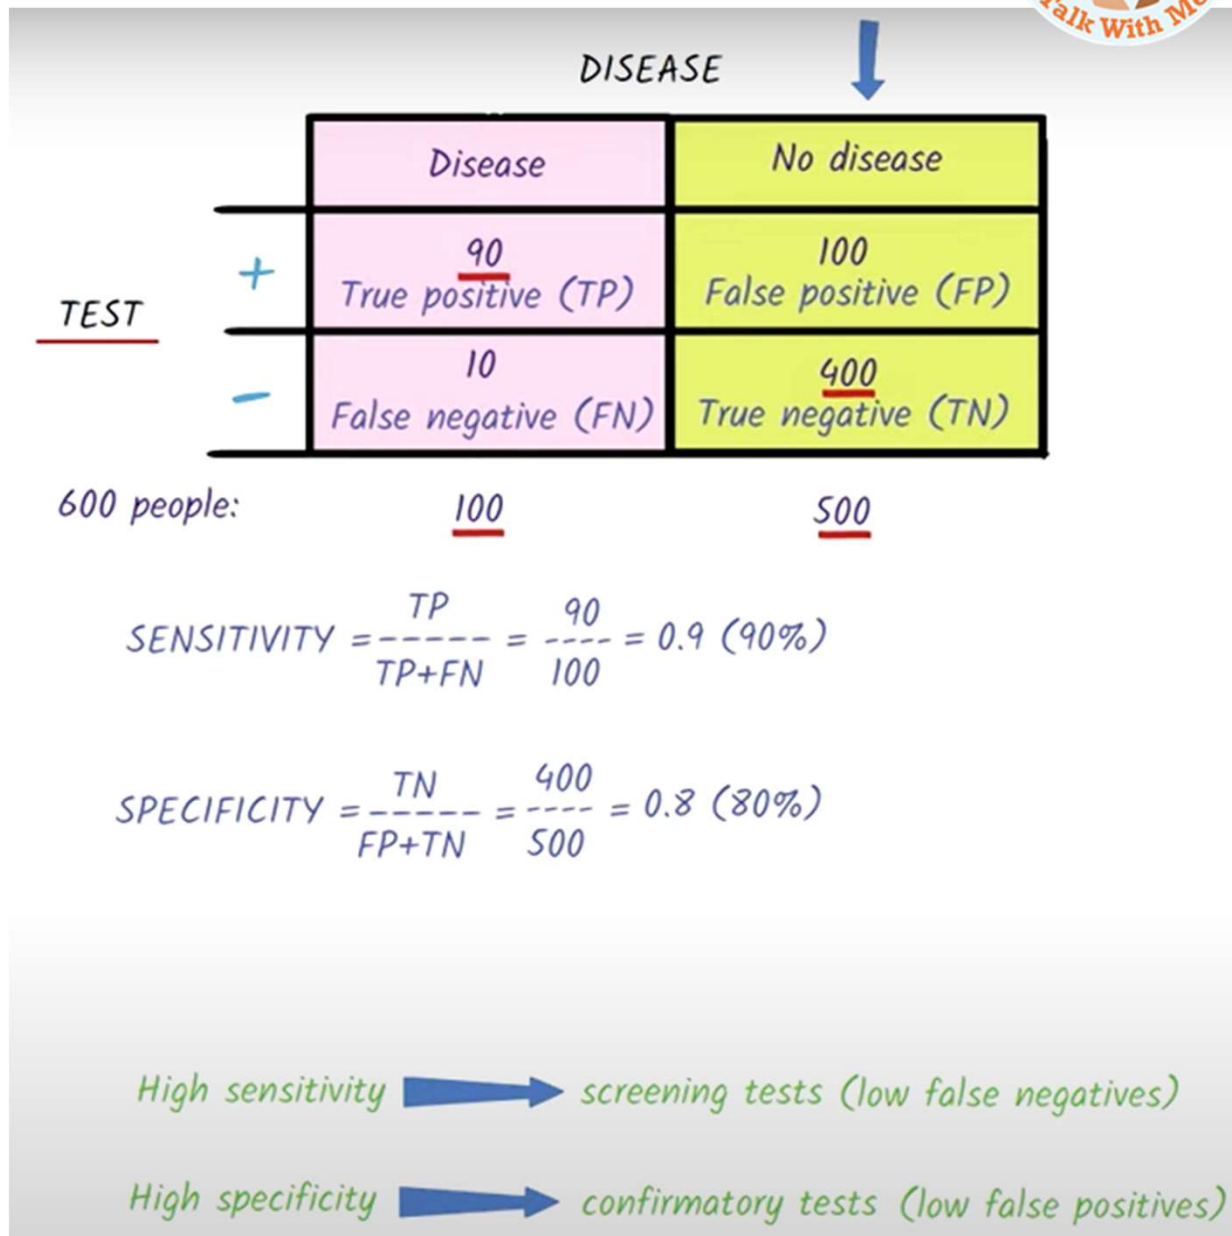 Talk With Me
DISEASE
Disease
No disease
TEST
+
90
True positive (TP)
100
False positive (FP)
-
10
False negative (FN)
400
True negative (TN)
600 people:
100
500
SENSITIVITY = TP / TP+FN = 90 / 100 = 0.9 (90%)
SPECIFICITY = TN / FP+TN = 400 / 500 = 0.8 (80%)
High sensitivity
screening tests (low false negatives)
High specificity
confirmatory tests (low false positives)